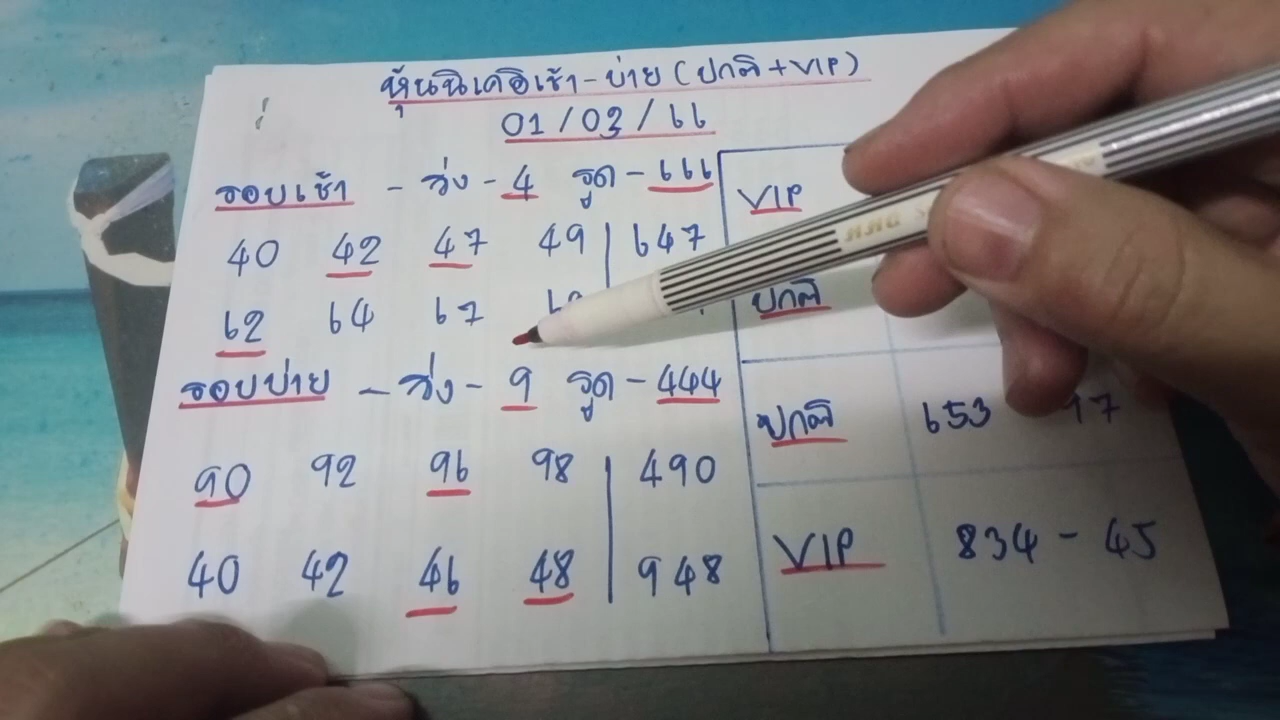 หุ้นนิเคอิเช้า - บ่าย (ปกติ + VIP)
01 / 03 / 66
รอบเช้า - วิ่ง - 4 รูด - 666
40 42 47 49 647
62 64 67
รอบบ่าย - วิ่ง - 9 รูด - 444
90 92 96 98 490
40 42 46 48 948
VIP
ปกติ
ปกติ 653 97
VIP 834 - 45